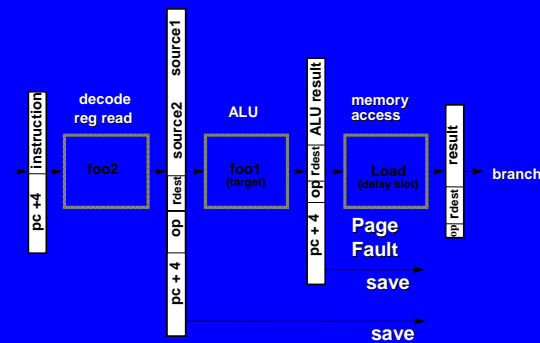 instruction
pc +4
decode
reg read
foo2
source1
source2
rdest
op
pc + 4
ALU
foo1
(target)
ALU result
rdest
op
pc + 4
memory
access
Load
(delay slot)
Page
Fault
save
save
result
rdest
op
branch